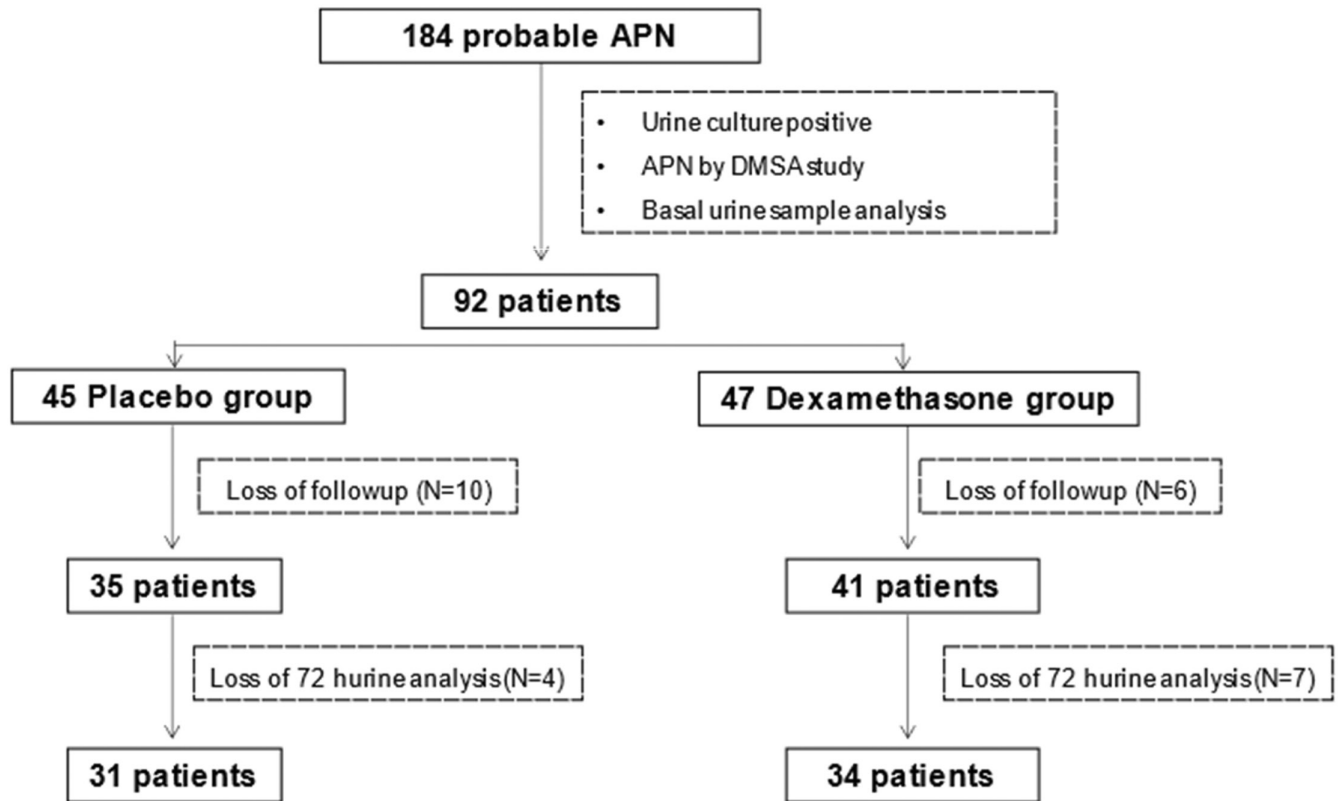 184 probable APN
• Urine culture positive
• APN by DMSA study
• Basal urine sample analysis
92 patients
45 Placebo group
47 Dexamethasone group
Loss of followup (N=10)
Loss of followup (N=6)
35 patients
41 patients
Loss of 72 hurine analysis (N=4)
Loss of 72 hurine analysis (N=7)
31 patients
34 patients